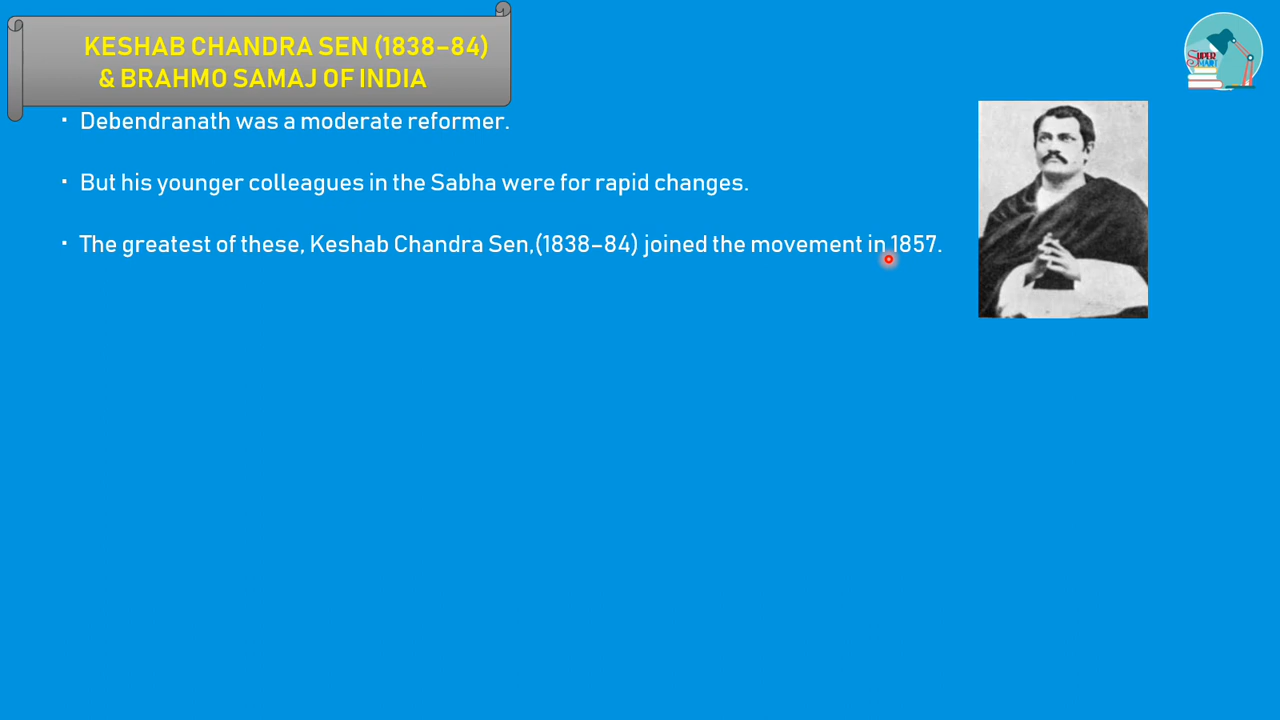 KESHAB CHANDRA SEN (1838–84)
& BRAHMO SAMAJ OF INDIA
• Debendranath was a moderate reformer.
• But his younger colleagues in the Sabha were for rapid changes.
• The greatest of these, Keshab Chandra Sen,(1838–84) joined the movement in 1857.
SUPER
SMART